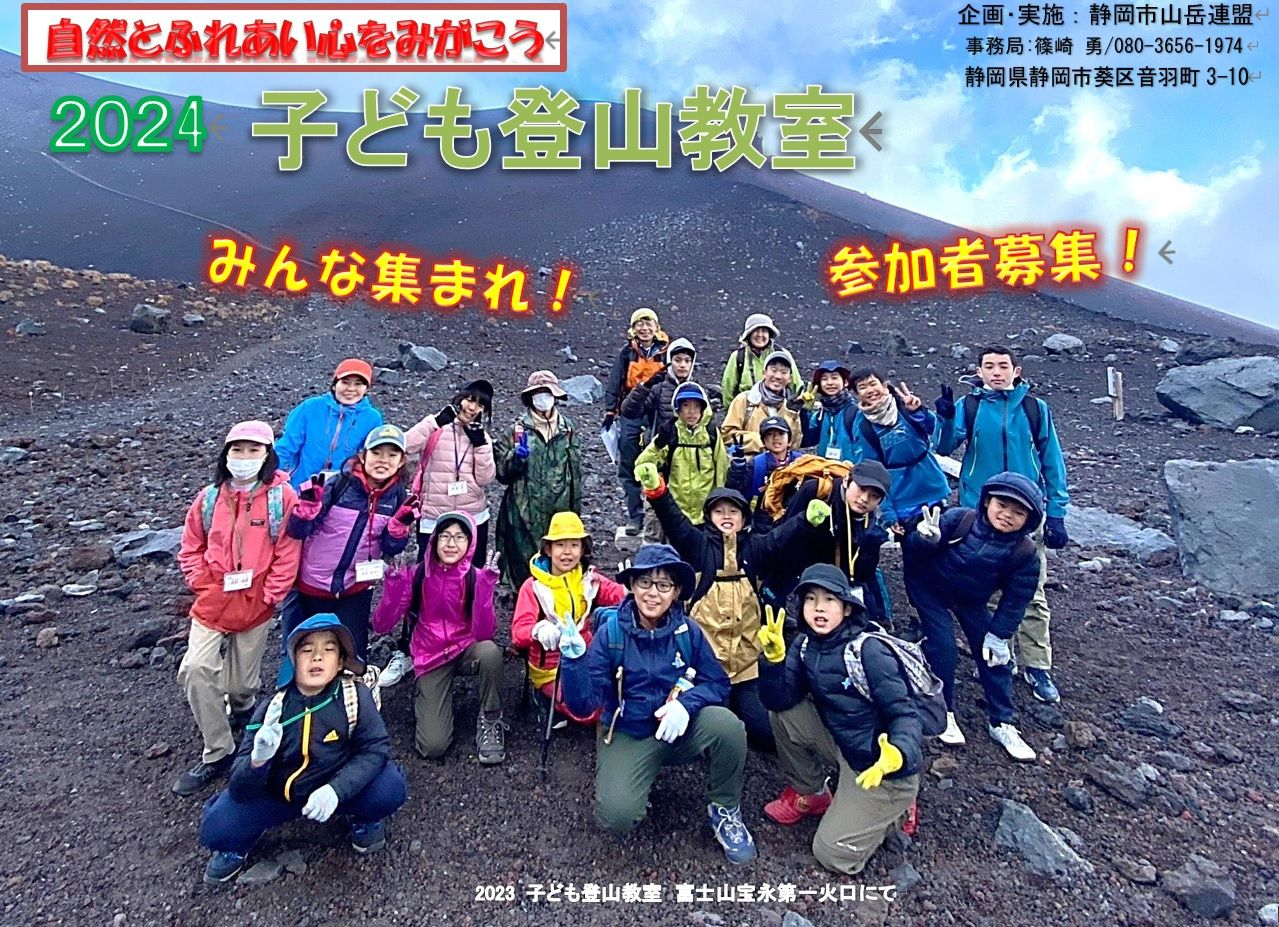 自然とふれあい心をみがこう
企画・実施：静岡市山岳連盟
事務局:篠崎 勇/080-3656-1974
静岡県静岡市葵区音羽町 3-10
2024 子ども登山教室
みんな集まれ！
参加者募集！
2023 子ども登山教室 富士山宝永第一火口にて